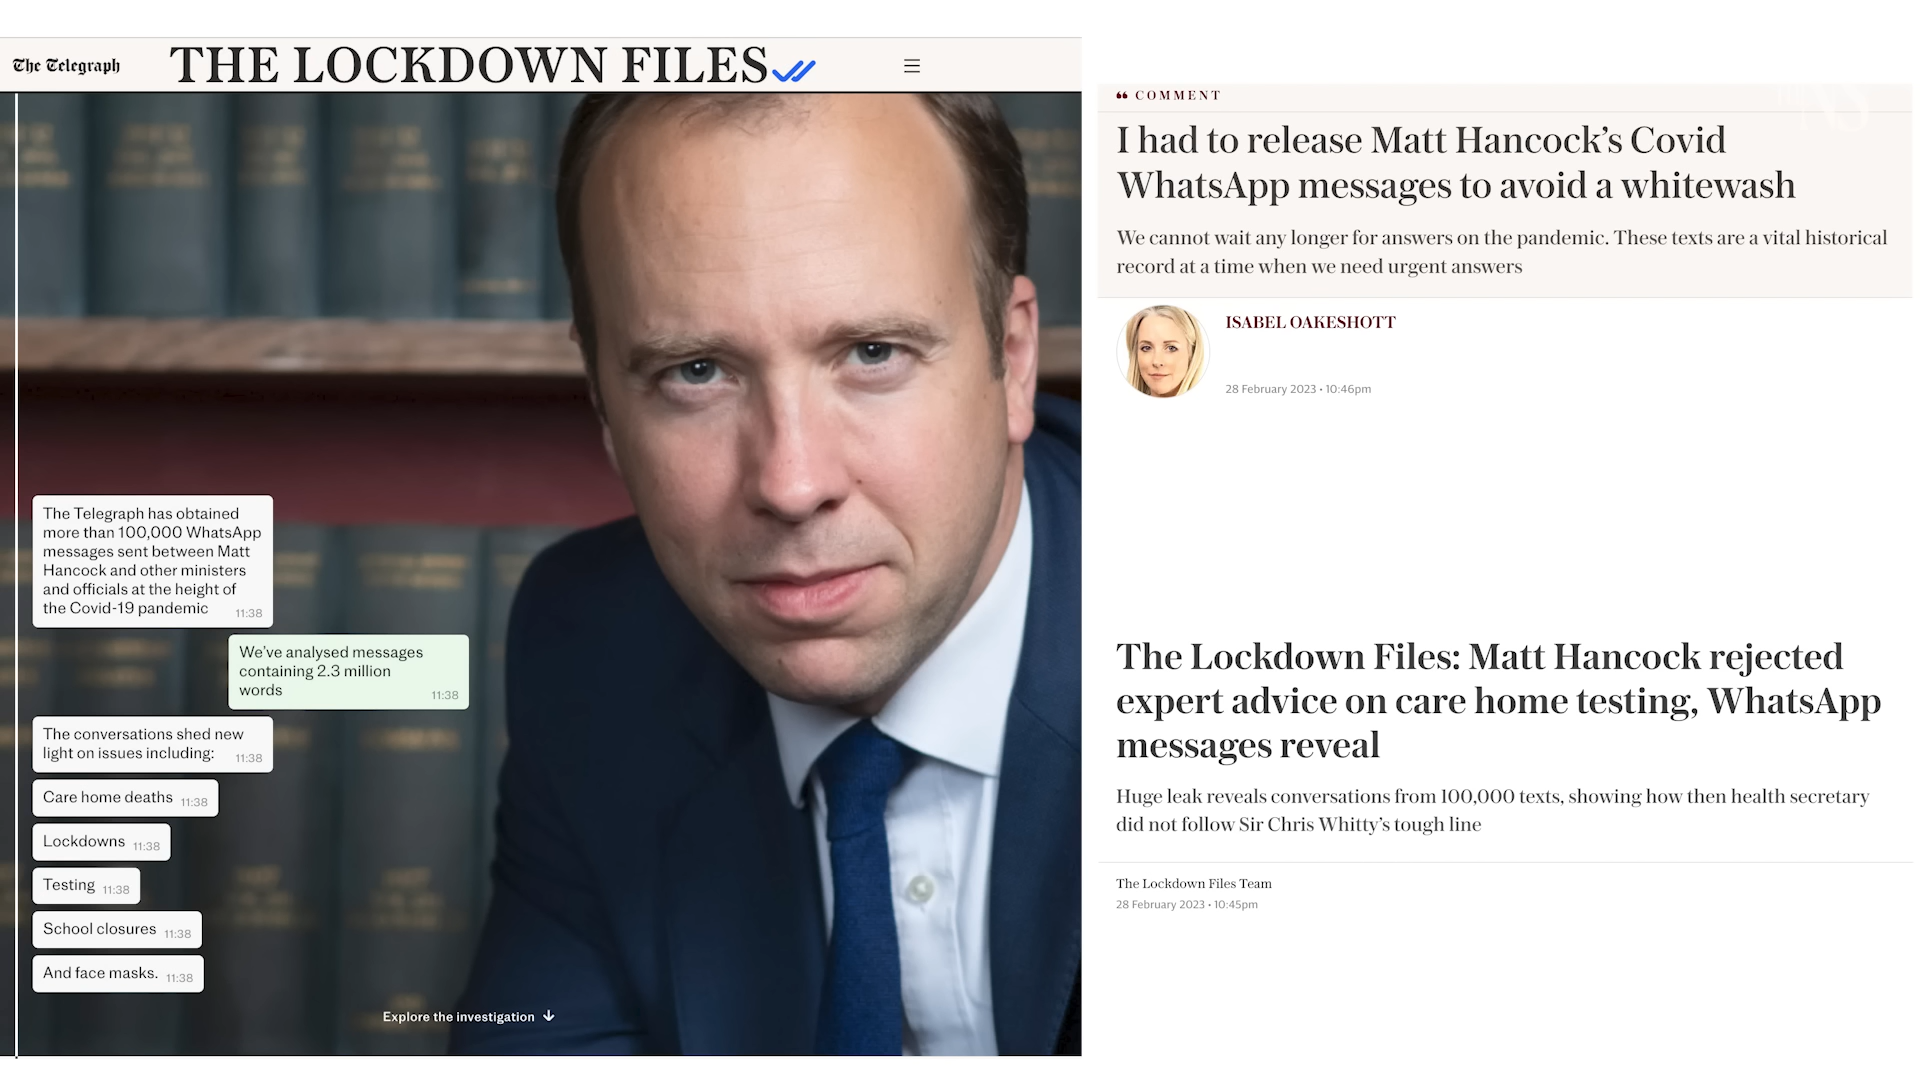 The Telegraph
THE LOCKDOWN FILES
The Telegraph has obtained
more than 100,000 WhatsApp
messages sent between Matt
Hancock and other ministers
and officials at the height of
the Covid-19 pandemic 11:38
We've analysed messages
containing 2.3 million
words 11:38
The conversations shed new
light on issues including: 11:38
Care home deaths 11:38
Lockdowns 11:38
Testing 11:38
School closures 11:38
And face masks. 11:38
Explore the investigation ↓
❝ COMMENT
NS
I had to release Matt Hancock's Covid
WhatsApp messages to avoid a whitewash
We cannot wait any longer for answers on the pandemic. These texts are a vital historical
record at a time when we need urgent answers
ISABEL OAKESHOTT
28 February 2023 • 10:46pm
The Lockdown Files: Matt Hancock rejected
expert advice on care home testing, WhatsApp
messages reveal
Huge leak reveals conversations from 100,000 texts, showing how then health secretary
did not follow Sir Chris Whitty's tough line
The Lockdown Files Team
28 February 2023 • 10:45pm